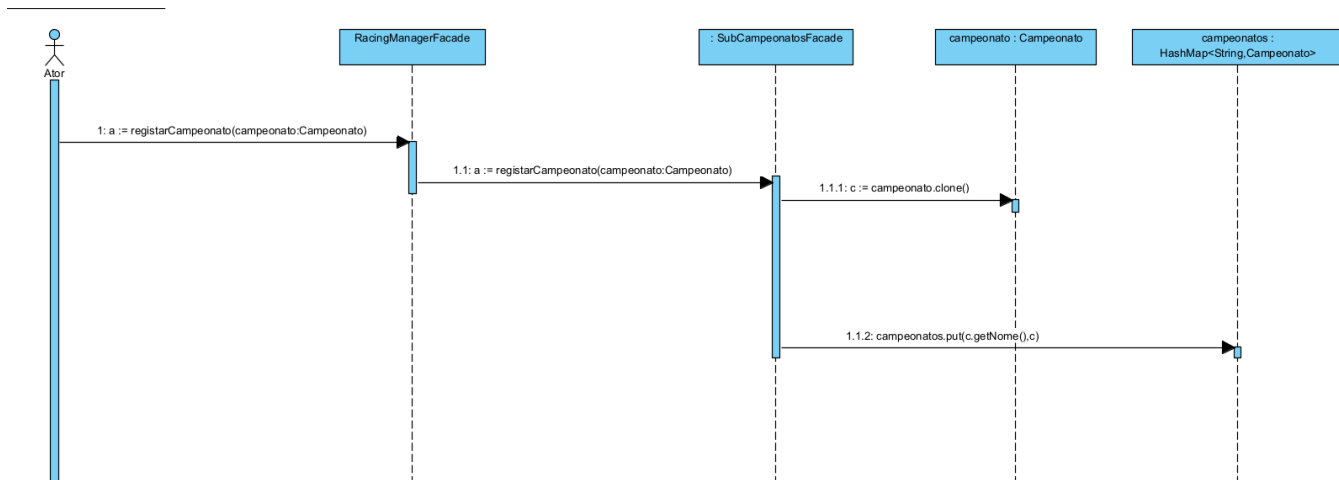 RacingManagerFacade
: SubCampeonatosFacade
campeonato : Campeonato
campeonatos :
HashMap<String,Campeonato>
Ator
1: a := registarCampeonato(campeonato:Campeonato)
1.1: a := registarCampeonato(campeonato:Campeonato)
1.1.1: c := campeonato.clone()
1.1.2: campeonatos.put(c.getNome(),c)